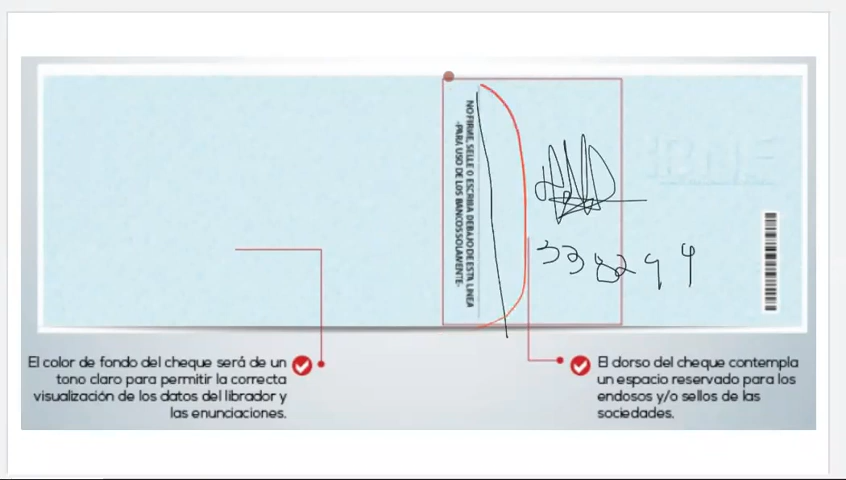 NO FIRME, SELLE O ESCRIBA DEBAJO DE ESTA LINEA
-PARA USO DE LOS BANCOS SOLAMENTE-
El color de fondo del cheque será de un
tono claro para permitir la correcta
visualización de los datos del librador y
las enunciaciones.
El dorso del cheque contempla
un espacio reservado para los
endosos y/o sellos de las
sociedades.